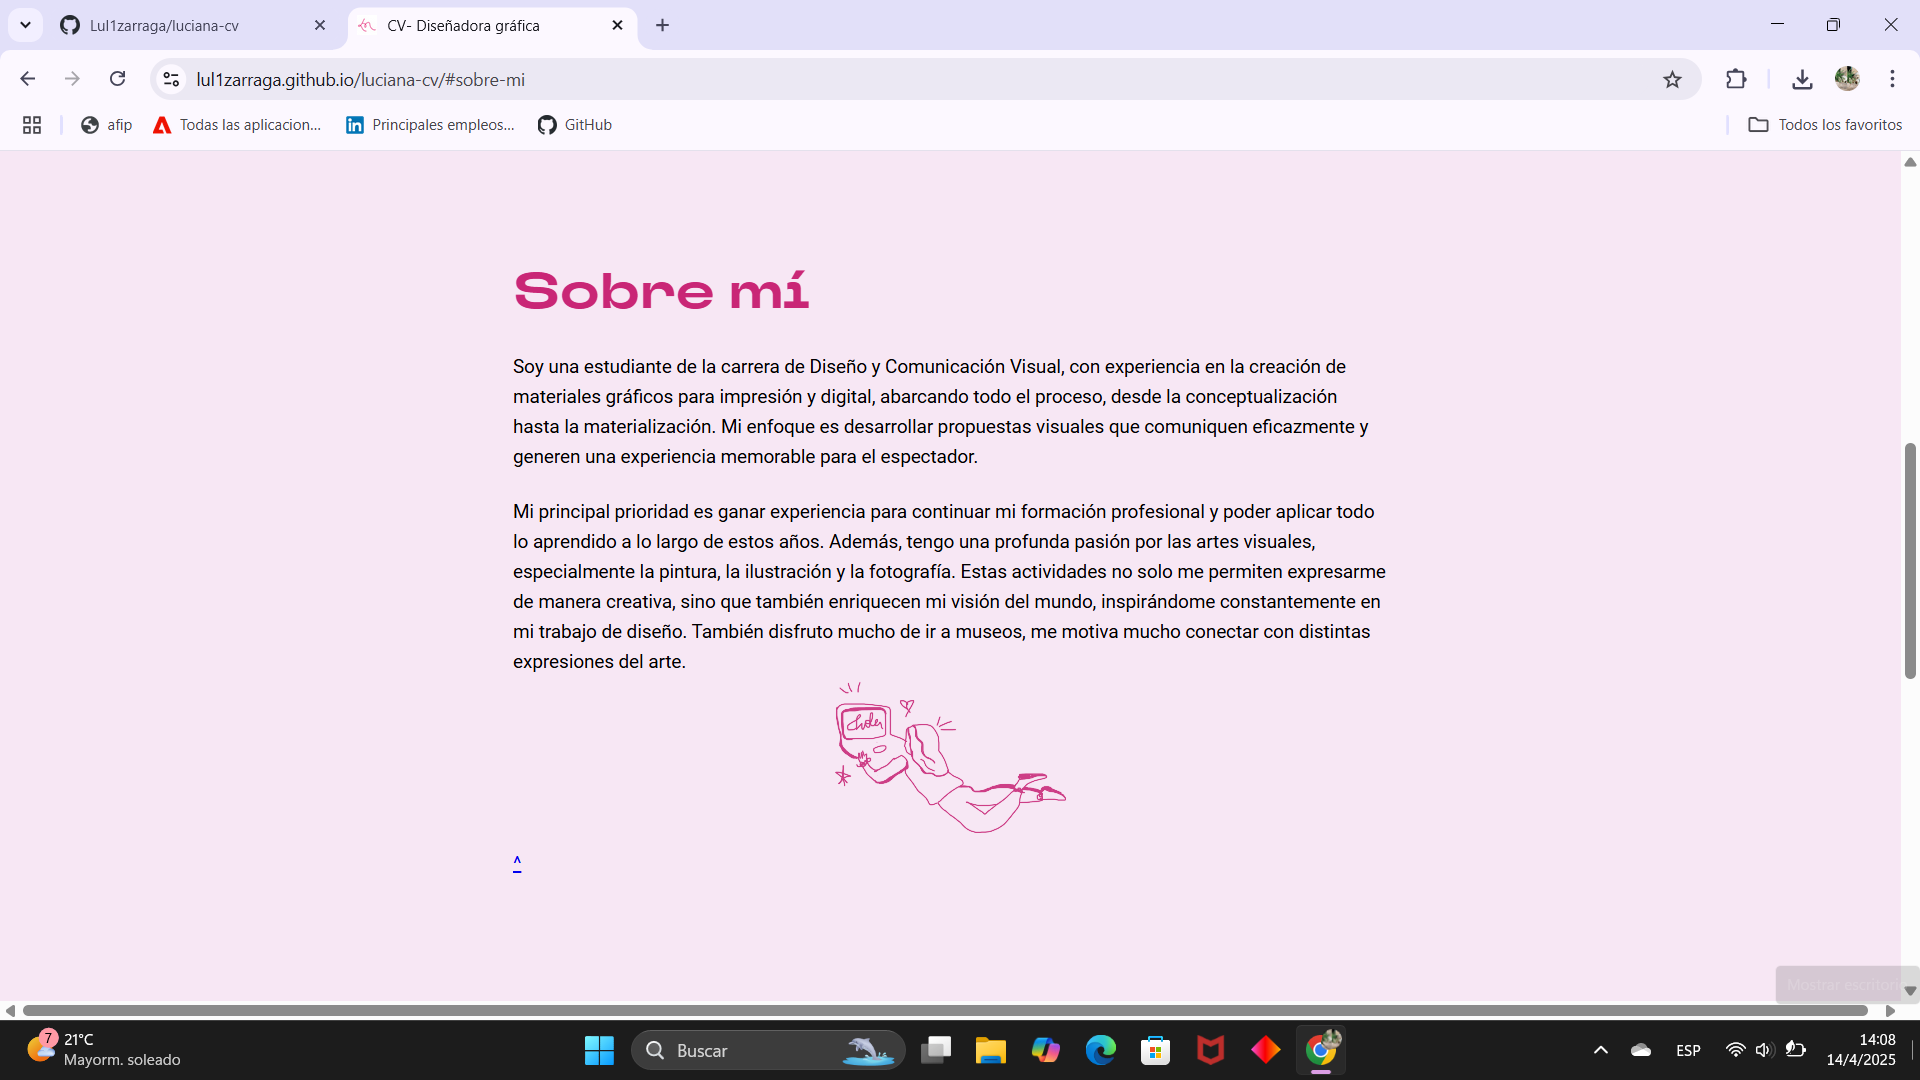 Lul1zarraga/luciana-cv
CV- Diseñadora gráfica
lul1zarraga.github.io/luciana-cv/#sobre-mi
afip
Todas las aplicacion...
Principales empleos...
GitHub
Todos los favoritos
Sobre mí
Soy una estudiante de la carrera de Diseño y Comunicación Visual, con experiencia en la creación de
materiales gráficos para impresión y digital, abarcando todo el proceso, desde la conceptualización
hasta la materialización. Mi enfoque es desarrollar propuestas visuales que comuniquen eficazmente y
generen una experiencia memorable para el espectador.
Mi principal prioridad es ganar experiencia para continuar mi formación profesional y poder aplicar todo
lo aprendido a lo largo de estos años. Además, tengo una profunda pasión por las artes visuales,
especialmente la pintura, la ilustración y la fotografía. Estas actividades no solo me permiten expresarme
de manera creativa, sino que también enriquecen mi visión del mundo, inspirándome constantemente en
mi trabajo de diseño. También disfruto mucho de ir a museos, me motiva mucho conectar con distintas
expresiones del arte.
^
Mostrar escritorio
7
21°C
Mayorm. soleado
Buscar
ESP
14:08
14/4/2025